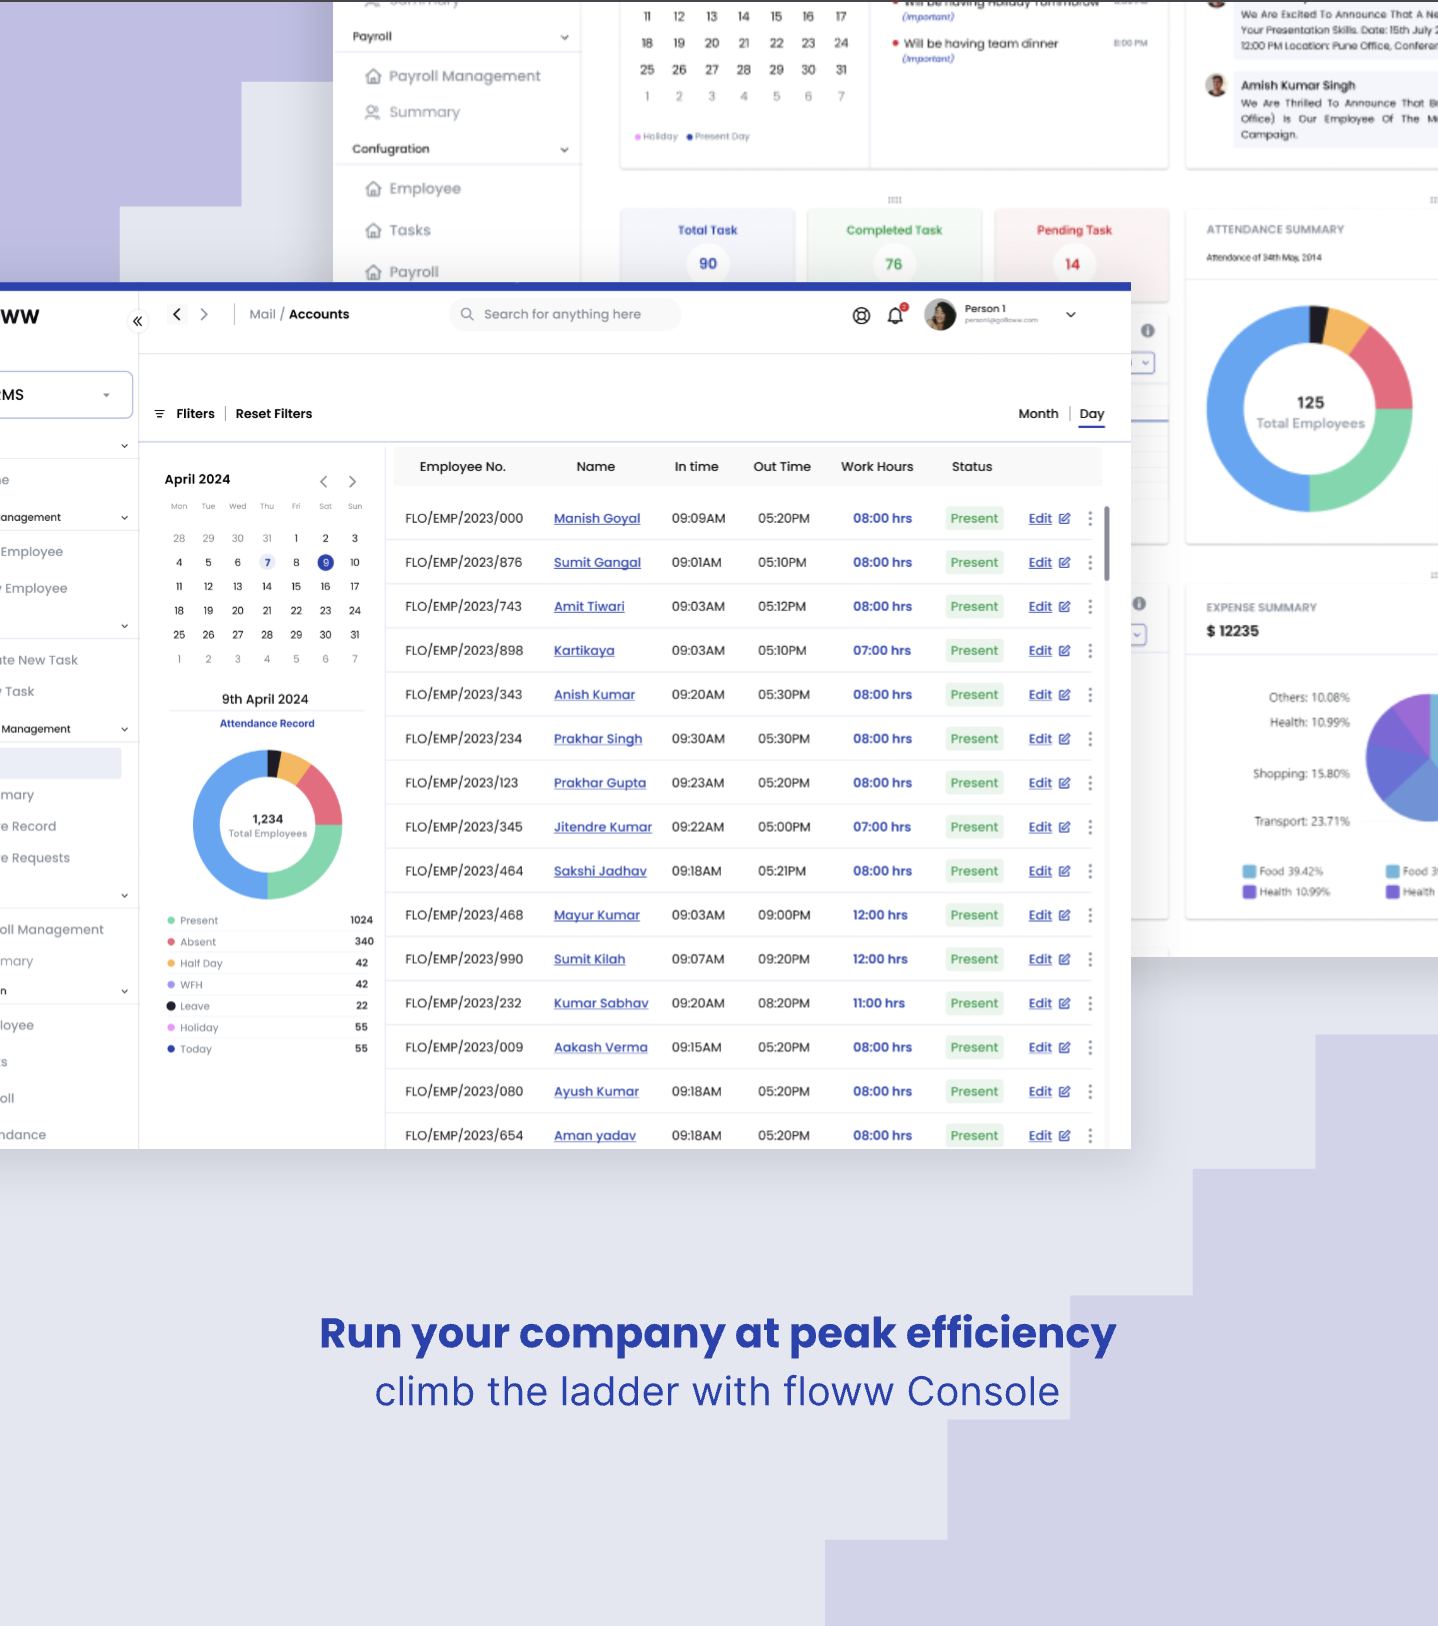 Summary
Payroll
Payroll Management
Summary
Confugration
Employee
Tasks
Payroll
11 12 13 14 15 16 17
18 19 20 21 22 23 24
25 26 27 28 29 30 31
1 2 3 4 5 6 7
Holiday Present Day
Will be having Holiday Tommorow
(Important)
Will be having team dinner 8:00 PM
(Important)
We Are Excited To Announce That A Ne
Your Presentation Skills. Date: 15th July 2
12:00 PM Location: Pune Office, Conferen
Amish Kumar Singh
We Are Thrilled To Announce That B
Office) Is Our Employee Of The M
Campaign.
Total Task
90
Completed Task
76
Pending Task
14
ATTENDANCE SUMMARY
Attendance of 34th May, 2014
125
Total Employees
EXPENSE SUMMARY
$ 12235
Others: 10.08%
Health: 10.99%
Shopping: 15.80%
Transport: 23.71%
Food 39.42% Food 3
Health 10.99% Health
ww
Mail / Accounts
Search for anything here
Person 1
person1@gofloww.com
RMS
Fliters | Reset Filters
Month | Day
e
anagement
Employee
Employee
te New Task
Task
Management
mary
e Record
e Requests
oll Management
mary
n
loyee
s
oll
ndance
April 2024
Mon Tue Wed Thu Fri Sat Sun
28 29 30 31 1 2 3
4 5 6 7 8 9 10
11 12 13 14 15 16 17
18 19 20 21 22 23 24
25 26 27 28 29 30 31
1 2 3 4 5 6 7
9th April 2024
Attendance Record
1,234
Total Employees
Present 1024
Absent 340
Half Day 42
WFH 42
Leave 22
Holiday 55
Today 55
Employee No. Name In time Out Time Work Hours Status
FLO/EMP/2023/000 Manish Goyal 09:09AM 05:20PM 08:00 hrs Present Edit
FLO/EMP/2023/876 Sumit Gangal 09:01AM 05:10PM 08:00 hrs Present Edit
FLO/EMP/2023/743 Amit Tiwari 09:03AM 05:12PM 08:00 hrs Present Edit
FLO/EMP/2023/898 Kartikaya 09:03AM 05:10PM 07:00 hrs Present Edit
FLO/EMP/2023/343 Anish Kumar 09:20AM 05:30PM 08:00 hrs Present Edit
FLO/EMP/2023/234 Prakhar Singh 09:30AM 05:30PM 08:00 hrs Present Edit
FLO/EMP/2023/123 Prakhar Gupta 09:23AM 05:20PM 08:00 hrs Present Edit
FLO/EMP/2023/345 Jitendre Kumar 09:22AM 05:00PM 07:00 hrs Present Edit
FLO/EMP/2023/464 Sakshi Jadhav 09:18AM 05:21PM 08:00 hrs Present Edit
FLO/EMP/2023/468 Mayur Kumar 09:03AM 09:00PM 12:00 hrs Present Edit
FLO/EMP/2023/990 Sumit Kilah 09:07AM 09:20PM 12:00 hrs Present Edit
FLO/EMP/2023/232 Kumar Sabhav 09:20AM 08:20PM 11:00 hrs Present Edit
FLO/EMP/2023/009 Aakash Verma 09:15AM 05:20PM 08:00 hrs Present Edit
FLO/EMP/2023/080 Ayush Kumar 09:18AM 05:20PM 08:00 hrs Present Edit
FLO/EMP/2023/654 Aman yadav 09:18AM 05:20PM 08:00 hrs Present Edit
Run your company at peak efficiency
climb the ladder with floww Console